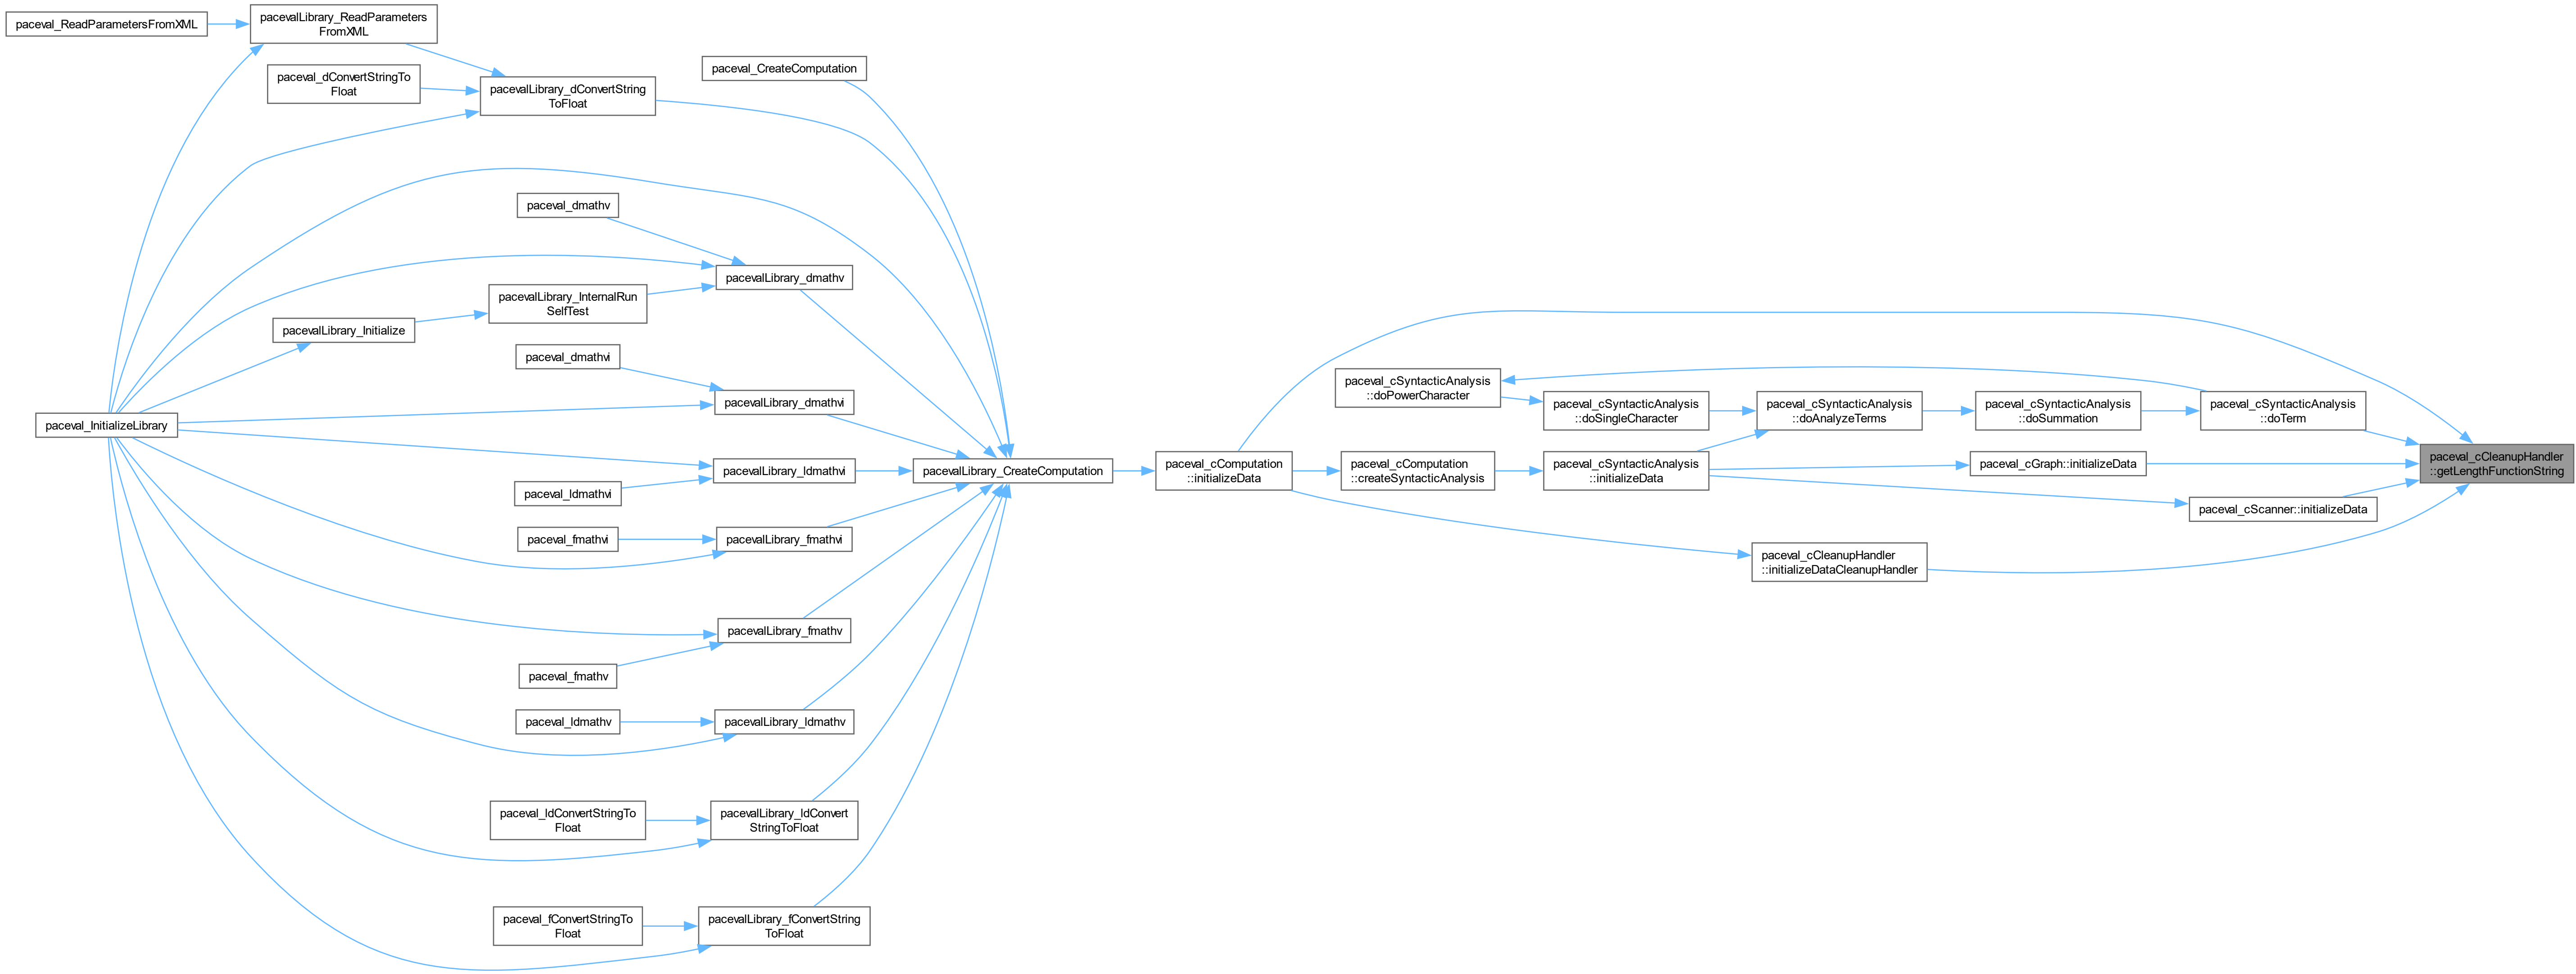 paceval_ReadParametersFromXML
pacevalLibrary_ReadParameters
FromXML
paceval_dConvertStringTo
Float
pacevalLibrary_dConvertString
ToFloat
paceval_CreateComputation
paceval_dmathv
pacevalLibrary_dmathv
pacevalLibrary_InternalRun
SelfTest
pacevalLibrary_Initialize
paceval_dmathvi
pacevalLibrary_dmathvi
paceval_InitializeLibrary
pacevalLibrary_ldmathvi
paceval_ldmathvi
paceval_fmathvi
pacevalLibrary_fmathvi
pacevalLibrary_fmathv
paceval_fmathv
paceval_ldmathv
pacevalLibrary_ldmathv
paceval_ldConvertStringTo
Float
pacevalLibrary_ldConvert
StringToFloat
paceval_fConvertStringTo
Float
pacevalLibrary_fConvertString
ToFloat
pacevalLibrary_CreateComputation
paceval_cComputation
::initializeData
paceval_cComputation
::createSyntacticAnalysis
paceval_cSyntacticAnalysis
::doPowerCharacter
paceval_cSyntacticAnalysis
::doSingleCharacter
paceval_cSyntacticAnalysis
::initializeData
paceval_cSyntacticAnalysis
::doAnalyzeTerms
paceval_cSyntacticAnalysis
::doSummation
paceval_cSyntacticAnalysis
::doTerm
paceval_cGraph::initializeData
paceval_cScanner::initializeData
paceval_cCleanupHandler
::initializeDataCleanupHandler
paceval_cCleanupHandler
::getLengthFunctionString